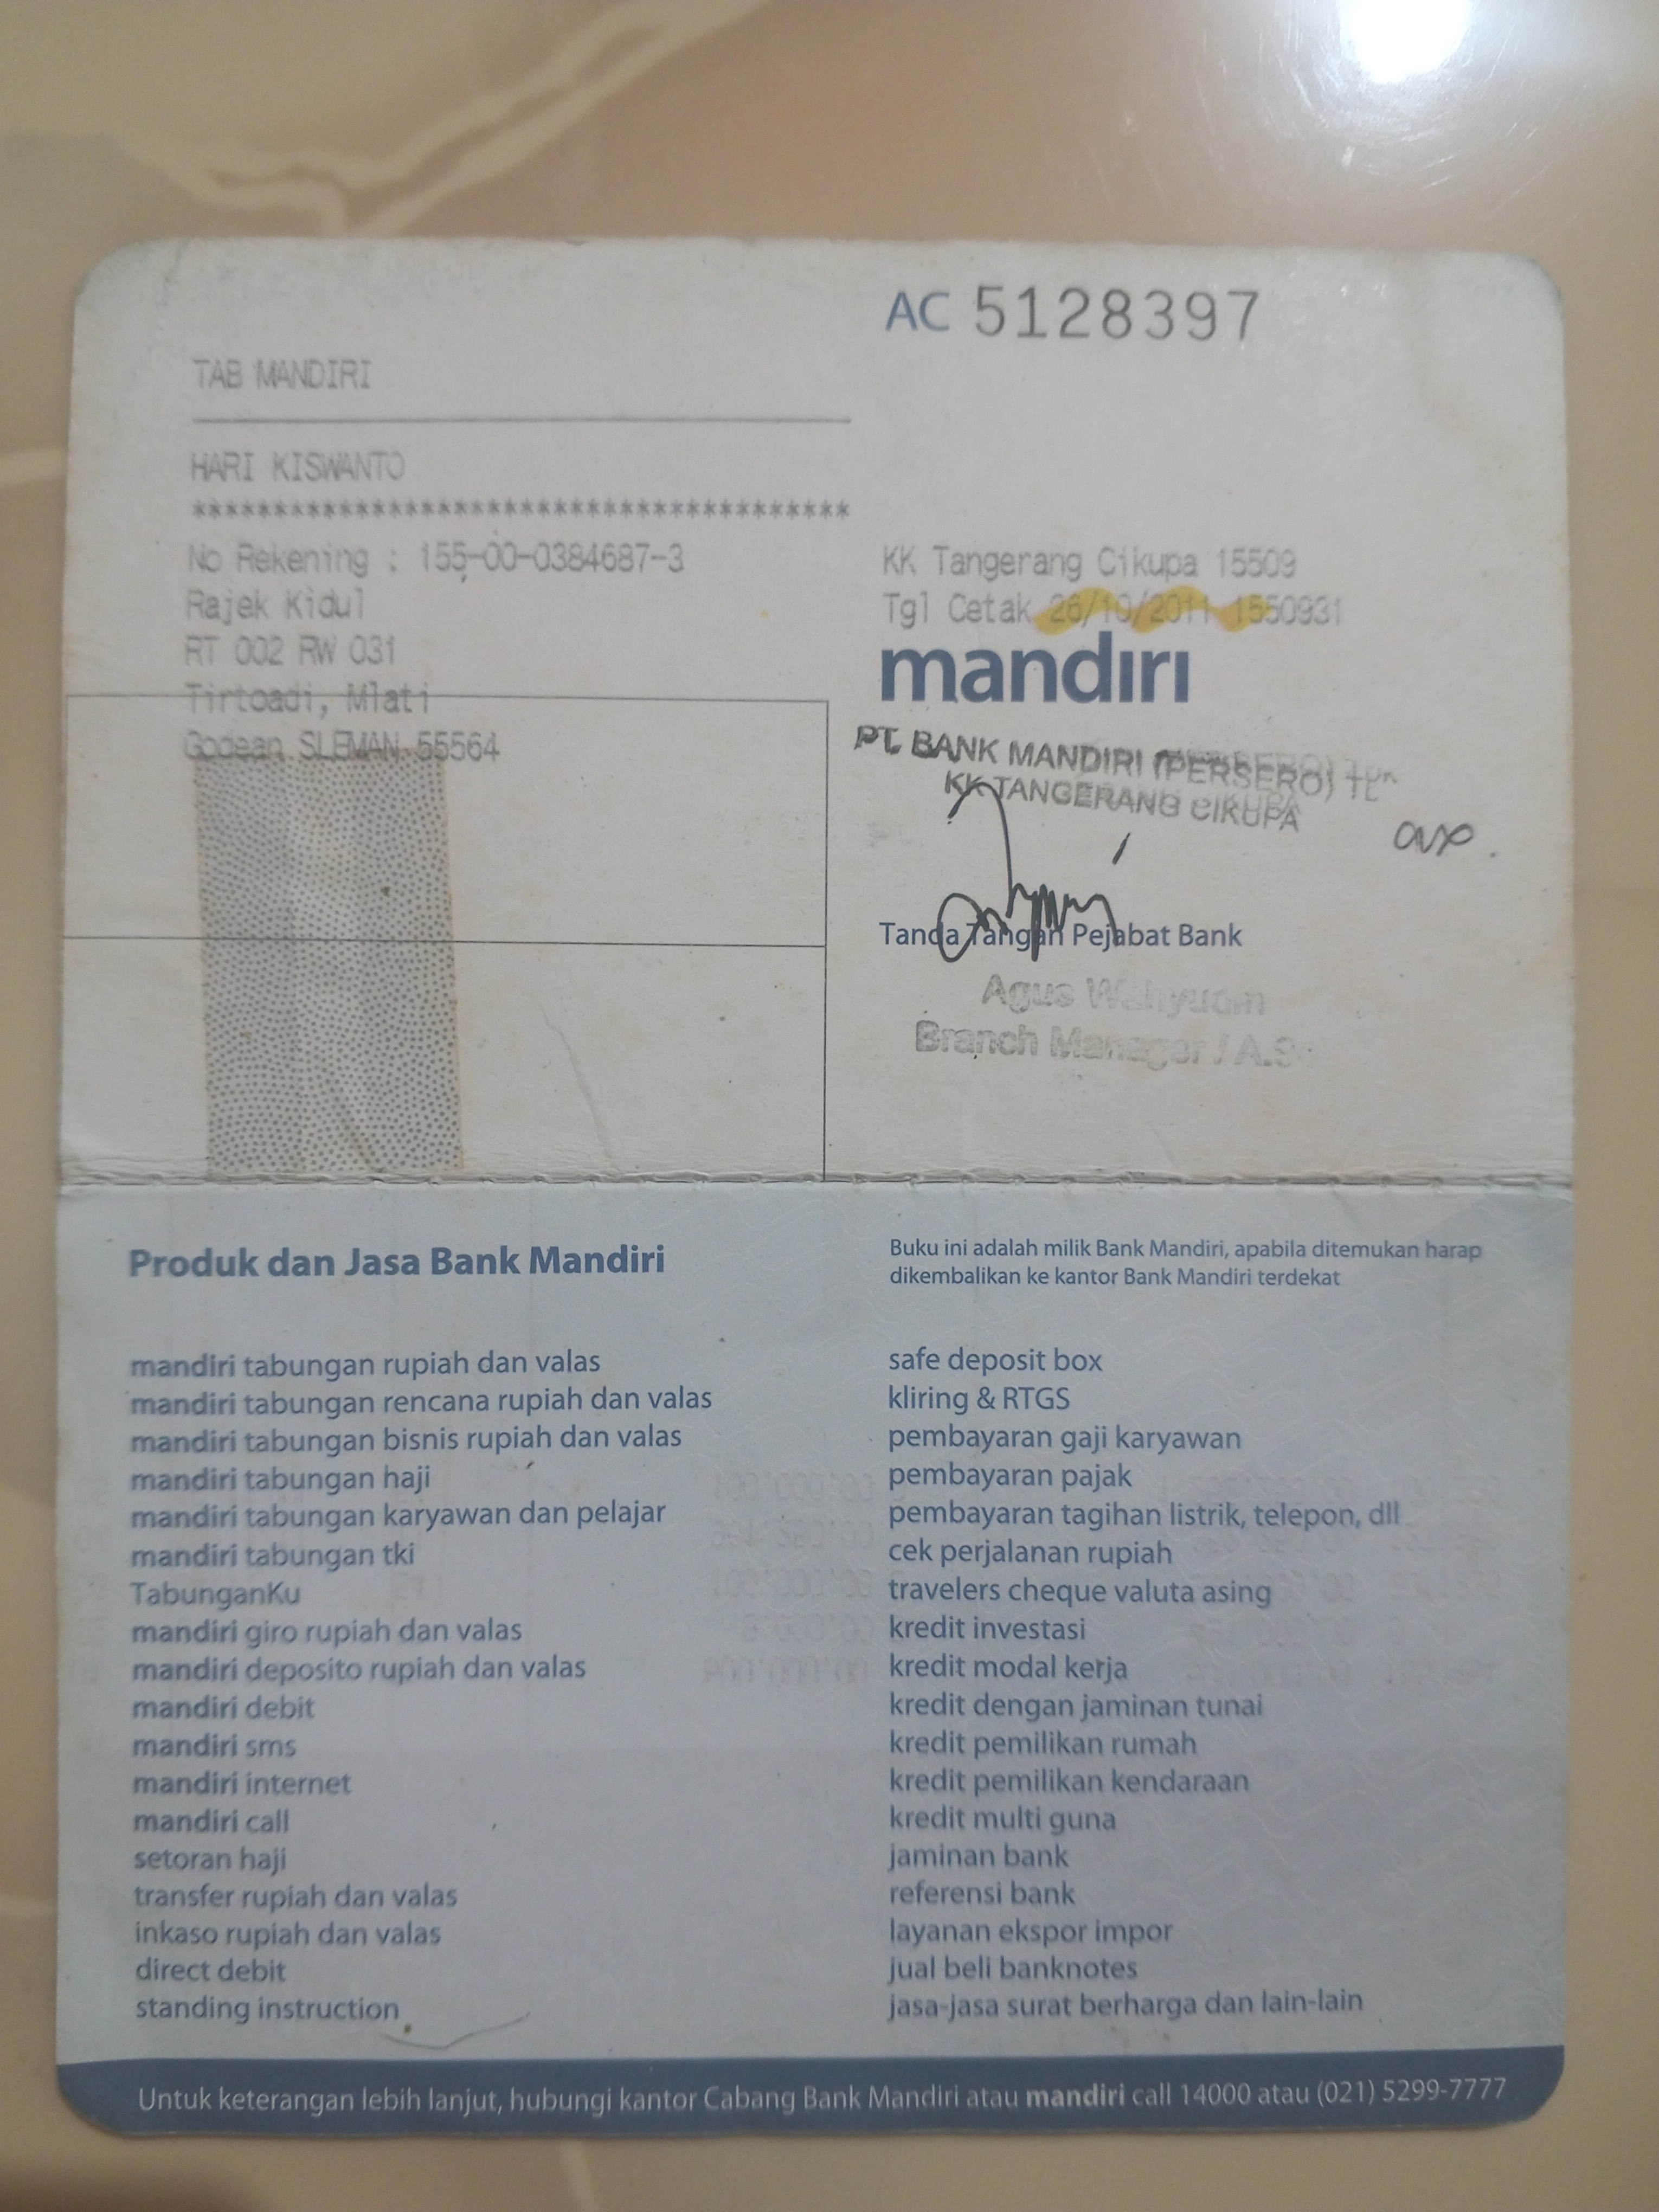 AC 5128397
TAB MANDIRI
HARI KISWANTO
****************************************
No Rekening : 155-00-0384687-3
Rajek Kidul
RT 002 RW 031
Tirtoadi, Mlati
Godean SLEMAN 55564
KK Tangerang Cikupa 15509
Tgl Cetak 26/10/2011 1550931
mandiri
PT. BANK MANDIRI (PERSERO) Tbk
KK TANGERANG CIKUPA
Tanda Tangan Pejabat Bank
Agus
Branch Manager /
Produk dan Jasa Bank Mandiri
mandiri tabungan rupiah dan valas
mandiri tabungan rencana rupiah dan valas
mandiri tabungan bisnis rupiah dan valas
mandiri tabungan haji
mandiri tabungan karyawan dan pelajar
mandiri tabungan tki
TabunganKu
mandiri giro rupiah dan valas
mandiri deposito rupiah dan valas
mandiri debit
mandiri sms
mandiri internet
mandiri call
setoran haji
transfer rupiah dan valas
inkaso rupiah dan valas
direct debit
standing instruction
Buku ini adalah milik Bank Mandiri, apabila ditemukan harap
dikembalikan ke kantor Bank Mandiri terdekat
safe deposit box
kliring & RTGS
pembayaran gaji karyawan
pembayaran pajak
pembayaran tagihan listrik, telepon, dll
cek perjalanan rupiah
travelers cheque valuta asing
kredit investasi
kredit modal kerja
kredit dengan jaminan tunai
kredit pemilikan rumah
kredit pemilikan kendaraan
kredit multi guna
jaminan bank
referensi bank
layanan ekspor impor
jual beli banknotes
jasa-jasa surat berharga dan lain-lain
Untuk keterangan lebih lanjut, hubungi kantor Cabang Bank Mandiri atau mandiri call 14000 atau (021) 5299-7777